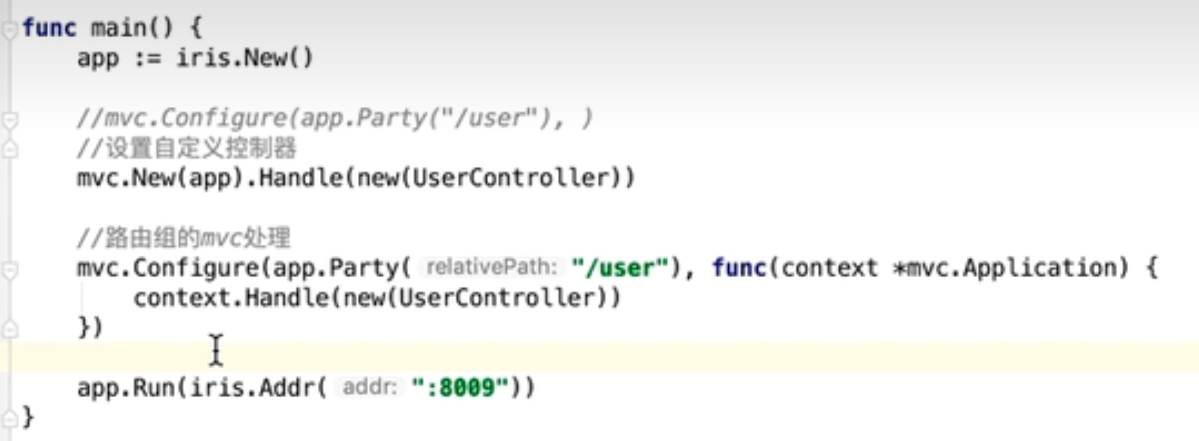 func main() {
app := iris.New()
//mvc.Configure(app.Party("/user"), )
//设置自定义控制器
mvc.New(app).Handle(new(UserController))
//路由组的mvc处理
mvc.Configure(app.Party( relativePath: "/user"), func(context *mvc.Application) {
context.Handle(new(UserController))
})
app.Run(iris.Addr( addr: ":8009"))
}